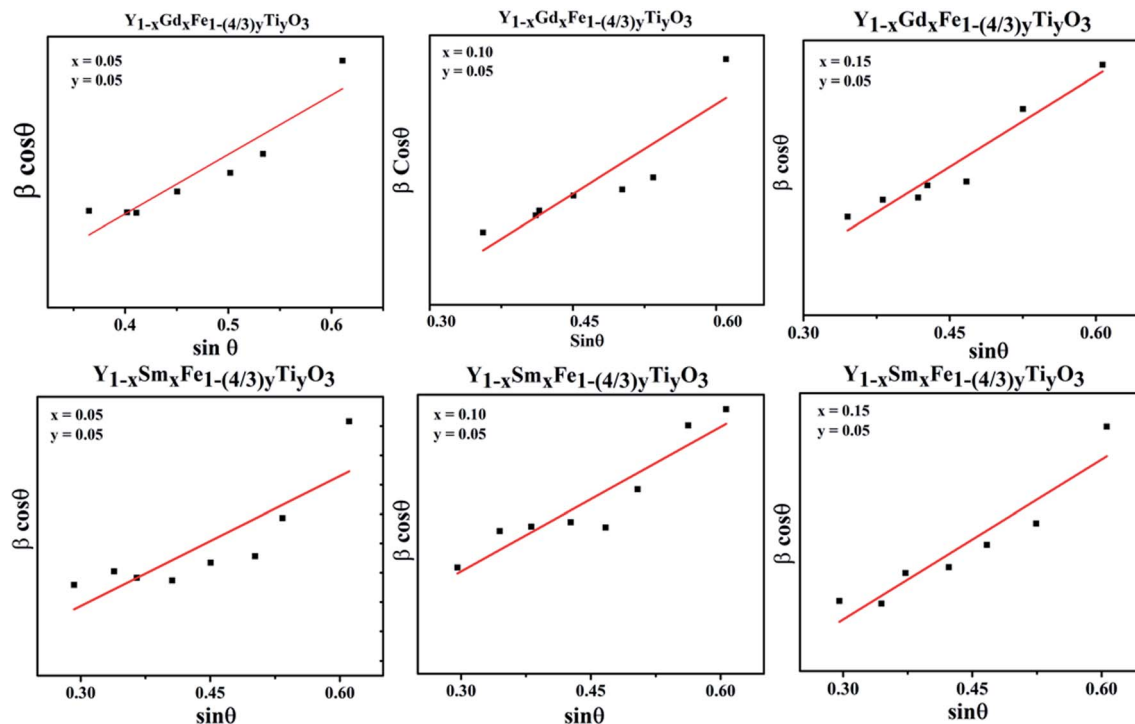 Y1-xGdxFe1-(4/3)yTiyO3
x = 0.05
y = 0.05
β cosθ
0.4 0.5 0.6
sin θ
Y1-xGdxFe1-(4/3)yTiyO3
x = 0.10
y = 0.05
β Cosθ
0.30 0.45 0.60
Sinθ
Y1-xGdxFe1-(4/3)yTiyO3
x = 0.15
y = 0.05
β cosθ
0.30 0.45 0.60
sinθ
Y1-xSmxFe1-(4/3)yTiyO3
x = 0.05
y = 0.05
β cosθ
0.30 0.45 0.60
sinθ
Y1-xSmxFe1-(4/3)yTiyO3
x = 0.10
y = 0.05
β cosθ
0.30 0.45 0.60
sinθ
Y1-xSmxFe1-(4/3)yTiyO3
x = 0.15
y = 0.05
β cosθ
0.30 0.45 0.60
sinθ